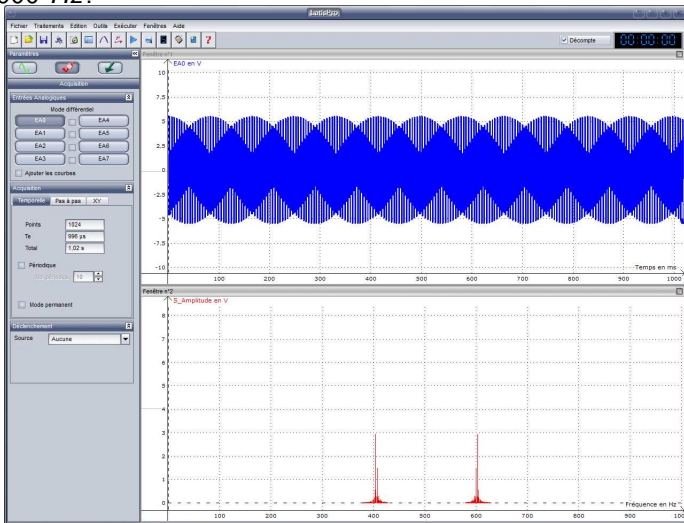 LatisPro
Fichier Traitements Edition Outils Exécuter Fenêtres Aide
Décompte 00:00:00
Paramètres
Acquisition
Entrées Analogiques
Mode différentiel
EA0 EA4
EA1 EA5
EA2 EA6
EA3 EA7
Ajouter les courbes
Acquisition
Temporelle Pas à pas XY
Points 1024
Te 996 µs
Total 1,02 s
Périodique
10
Mode permanent
Déclenchement
Source Aucune
Fenêtre n°1
EA0 en V
10
7.5
5
2.5
0
-2.5
-5
-7.5
-10
Temps en ms
100 200 300 400 500 600 700 800 900 1000
Fenêtre n°2
S_Amplitude en V
8
7
6
5
4
3
2
1
0
Fréquence en Hz
100 200 300 400 500 600 700 800 900